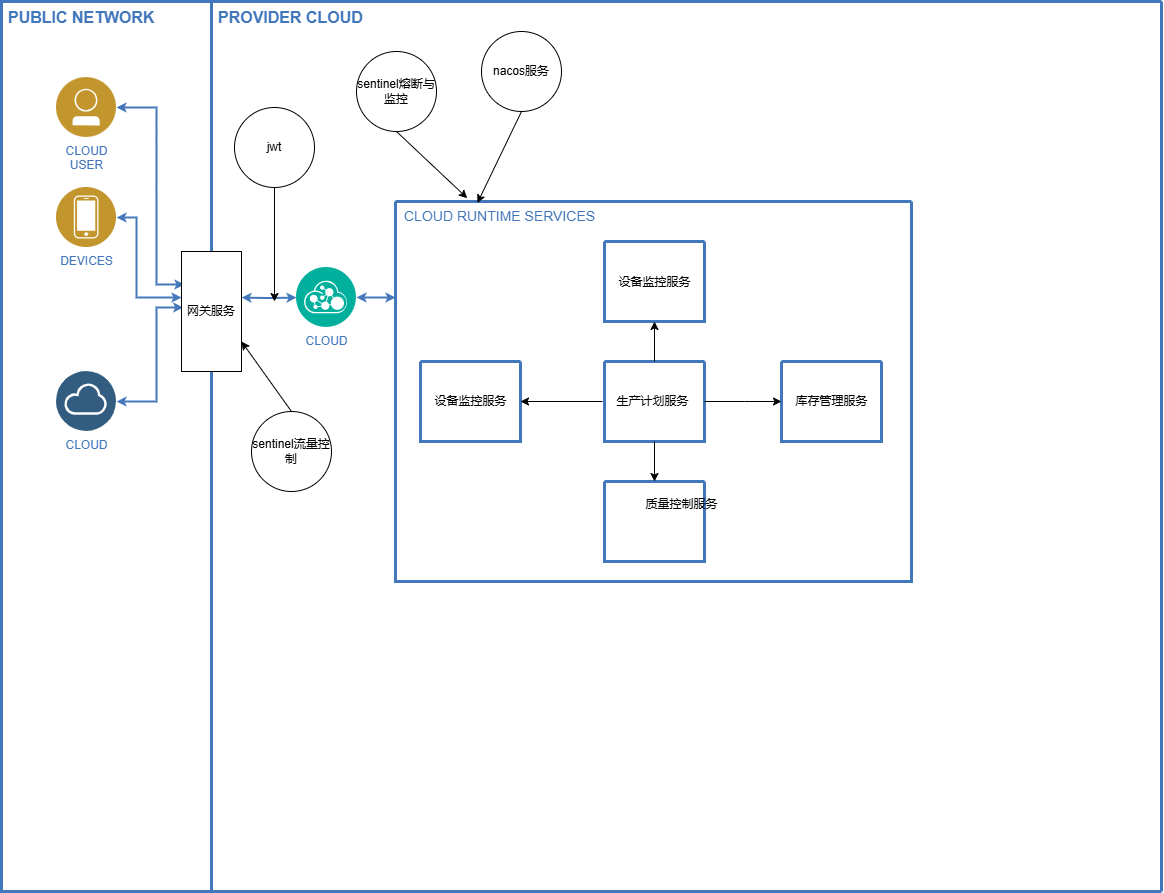 PUBLIC NETWORK
PROVIDER CLOUD
nacos服务
sentinel熔断与
监控
jwt
CLOUD
USER
DEVICES
网关服务
CLOUD
CLOUD
sentinel流量控
制
CLOUD RUNTIME SERVICES
设备监控服务
设备监控服务
生产计划服务
库存管理服务
质量控制服务